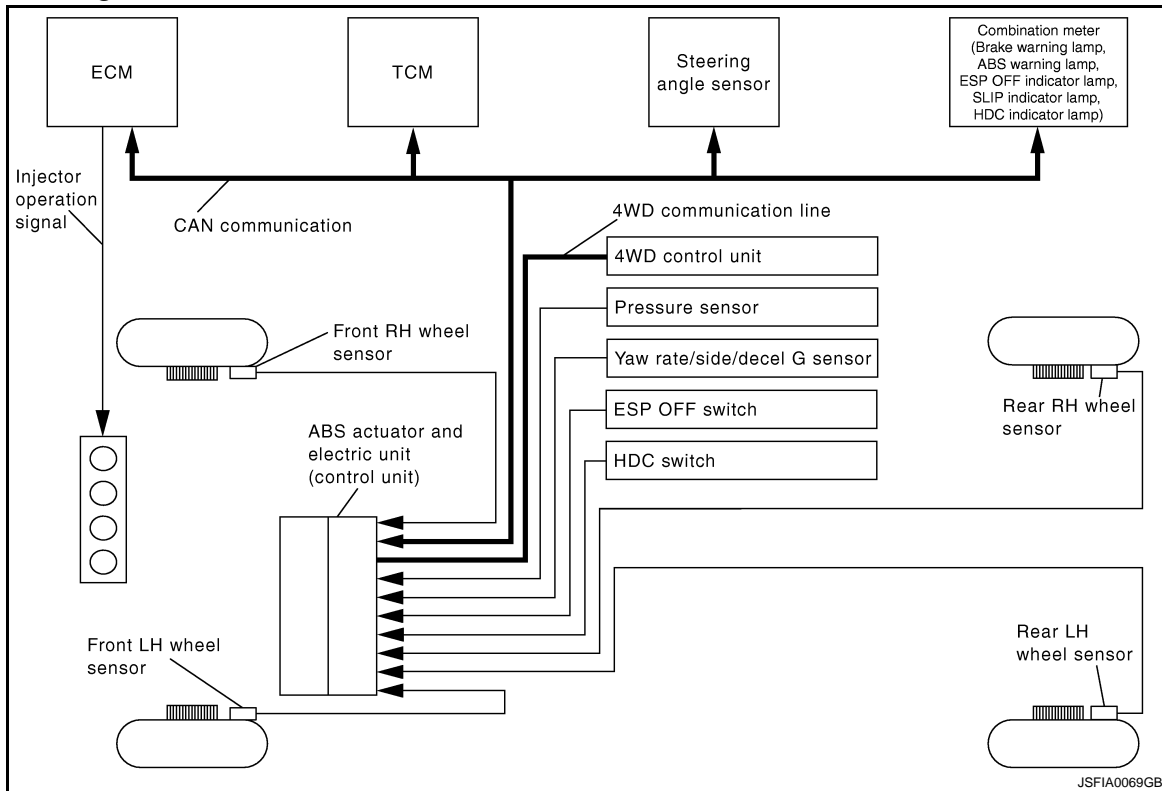 ECM
TCM
Steering
angle sensor
Combination meter
(Brake warning lamp,
ABS warning lamp,
ESP OFF indicator lamp,
SLIP indicator lamp,
HDC indicator lamp)
Injector
operation
signal
CAN communication
4WD communication line
4WD control unit
Pressure sensor
Yaw rate/side/decel G sensor
ESP OFF switch
HDC switch
Front RH wheel
sensor
Rear RH wheel
sensor
ABS actuator and
electric unit
(control unit)
Front LH wheel
sensor
Rear LH
wheel sensor
JSFIA0069GB